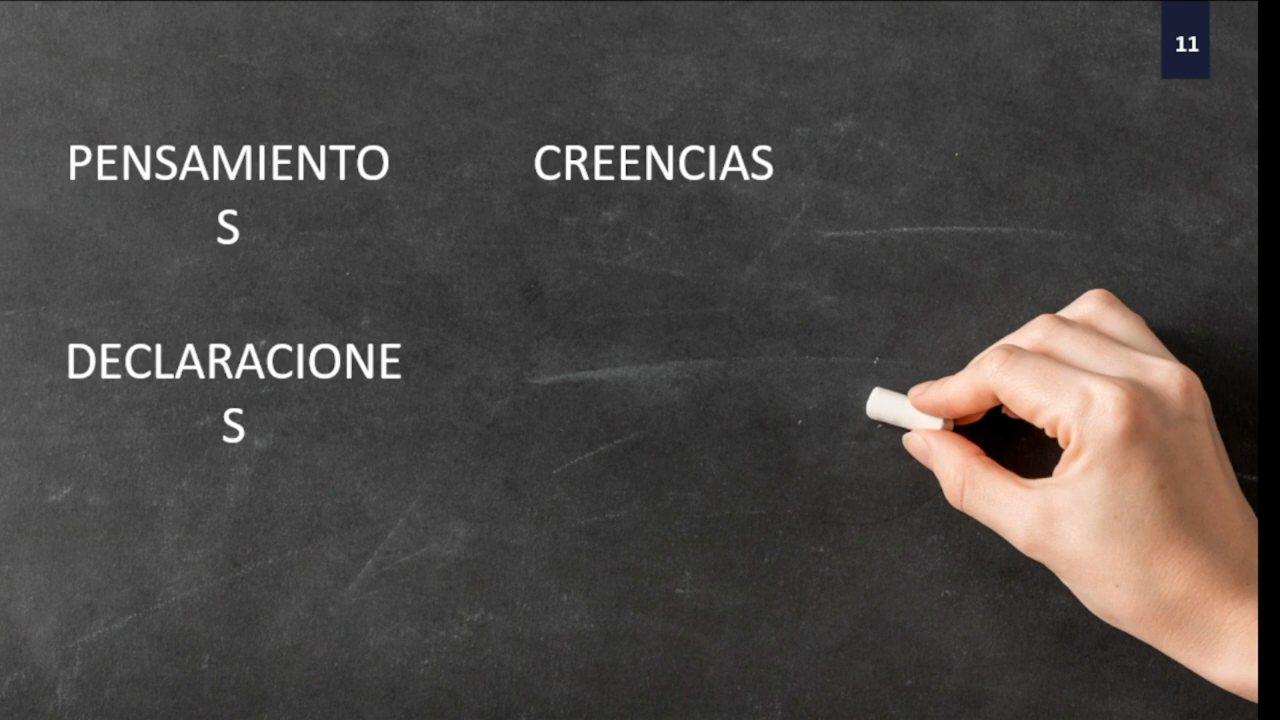 11
PENSAMIENTO
S
CREENCIAS
DECLARACIONE
S